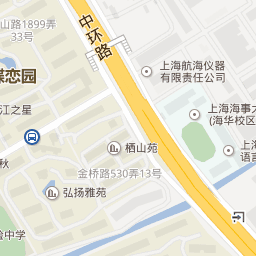 山路1899弄
33号
中环路
上海航海仪器
有限责任公司
蝶恋园
江之星
上海海事大
(海华校区
栖山苑
上海
语言
秋
金桥路530弄13号
弘扬雅苑
验中学